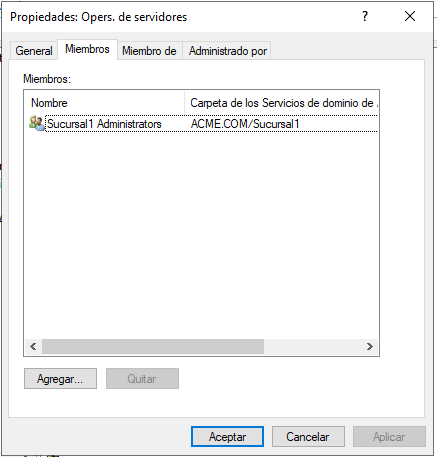 Propiedades: Opers. de servidores
?
General
Miembros
Miembro de
Administrado por
Miembros:
Nombre
Carpeta de los Servicios de dominio de
Sucursal1 Administrators
ACME.COM/Sucursal1
Agregar...
Quitar
Aceptar
Cancelar
Aplicar